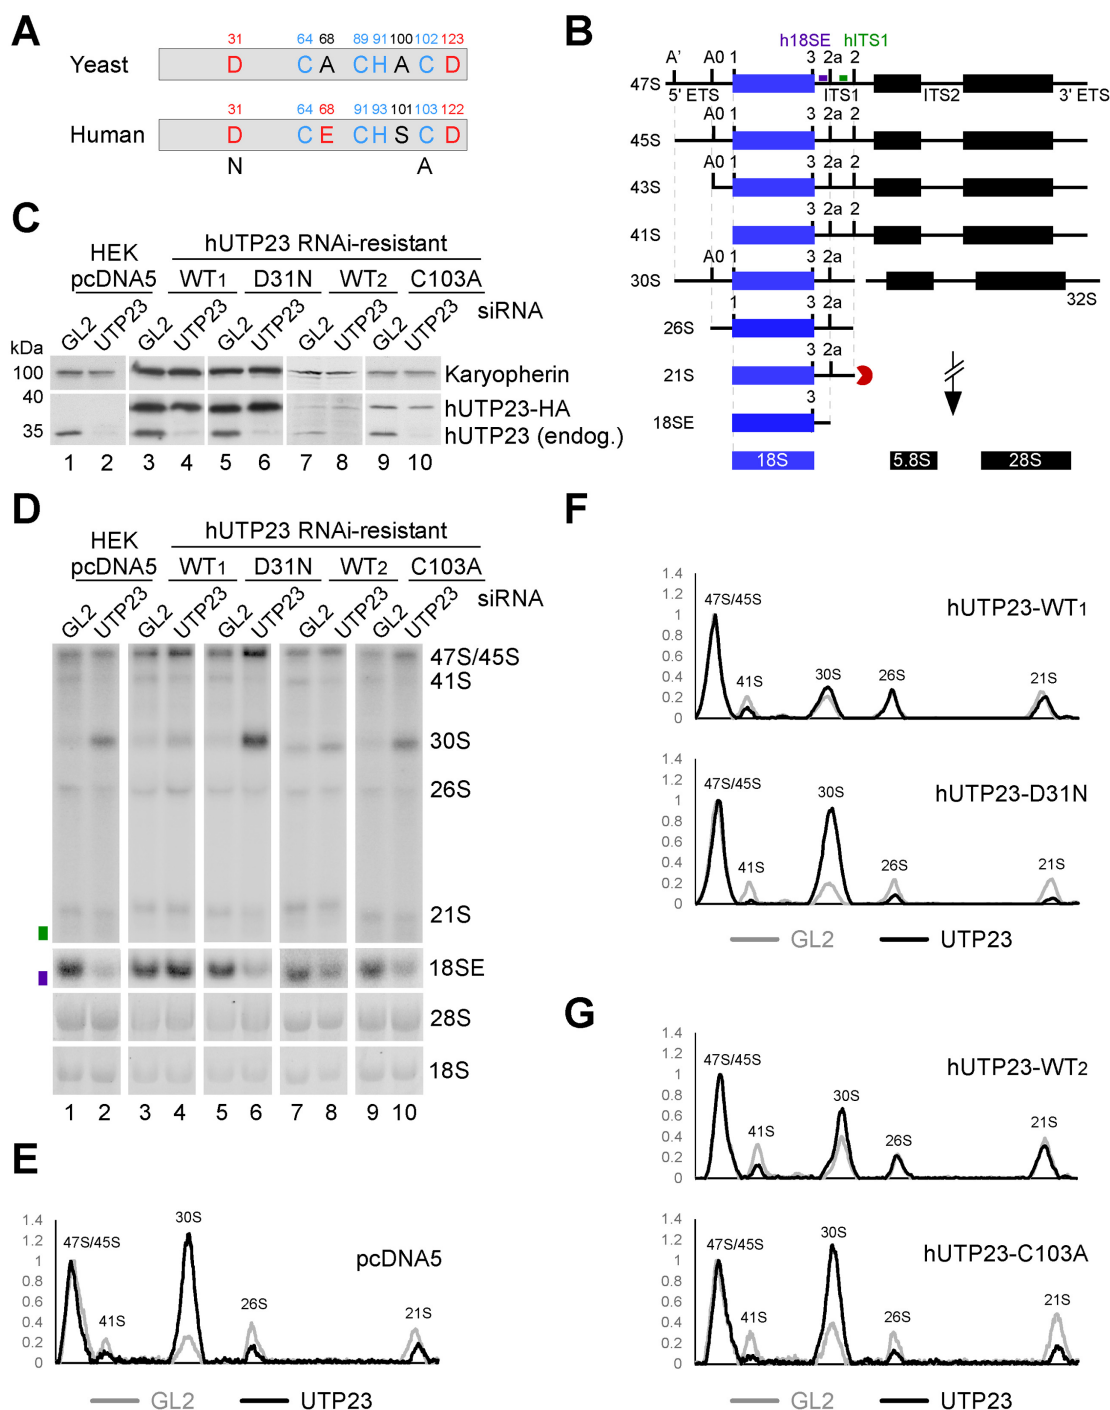 A
31 64 68 89 91 100 102 123
Yeast D C A C H A C D
31 64 68 91 93 101 103 122
Human D C E C H S C D
N A
B
h18SE hITS1
A' A0 1 3 2a 2
47S
5' ETS ITS1 ITS2 3' ETS
A0 1 3 2a 2
45S
A0 1 3 2a 2
43S
3 2a 2
41S
A0 1 3 2a
30S
32S
1 3 2a
26S
3 2a
21S
3
18SE
18S 5.8S 28S
C
hUTP23 RNAi-resistant
HEK
pcDNA5 WT1 D31N WT2 C103A
siRNA
GL2 UTP23 GL2 UTP23 GL2 UTP23 GL2 UTP23 GL2 UTP23
kDa
100 Karyopherin
40 hUTP23-HA
35 hUTP23 (endog.)
1 2 3 4 5 6 7 8 9 10
D
hUTP23 RNAi-resistant
HEK
pcDNA5 WT1 D31N WT2 C103A
siRNA
GL2 UTP23 GL2 UTP23 GL2 UTP23 GL2 UTP23 GL2 UTP23
47S/45S
41S
30S
26S
21S
18SE
28S
18S
1 2 3 4 5 6 7 8 9 10
E
1.4
1.2
1
0.8
0.6
0.4
0.2
0
47S/45S
41S
30S
26S
21S
pcDNA5
GL2 UTP23
F
1.4
1.2
1
0.8
0.6
0.4
0.2
0
47S/45S
41S
30S
26S
21S
hUTP23-WT1
1.4
1.2
1
0.8
0.6
0.4
0.2
0
47S/45S
41S
30S
26S
21S
hUTP23-D31N
GL2 UTP23
G
1.4
1.2
1
0.8
0.6
0.4
0.2
0
47S/45S
41S
30S
26S
21S
hUTP23-WT2
1.4
1.2
1
0.8
0.6
0.4
0.2
0
47S/45S
41S
30S
26S
21S
hUTP23-C103A
GL2 UTP23